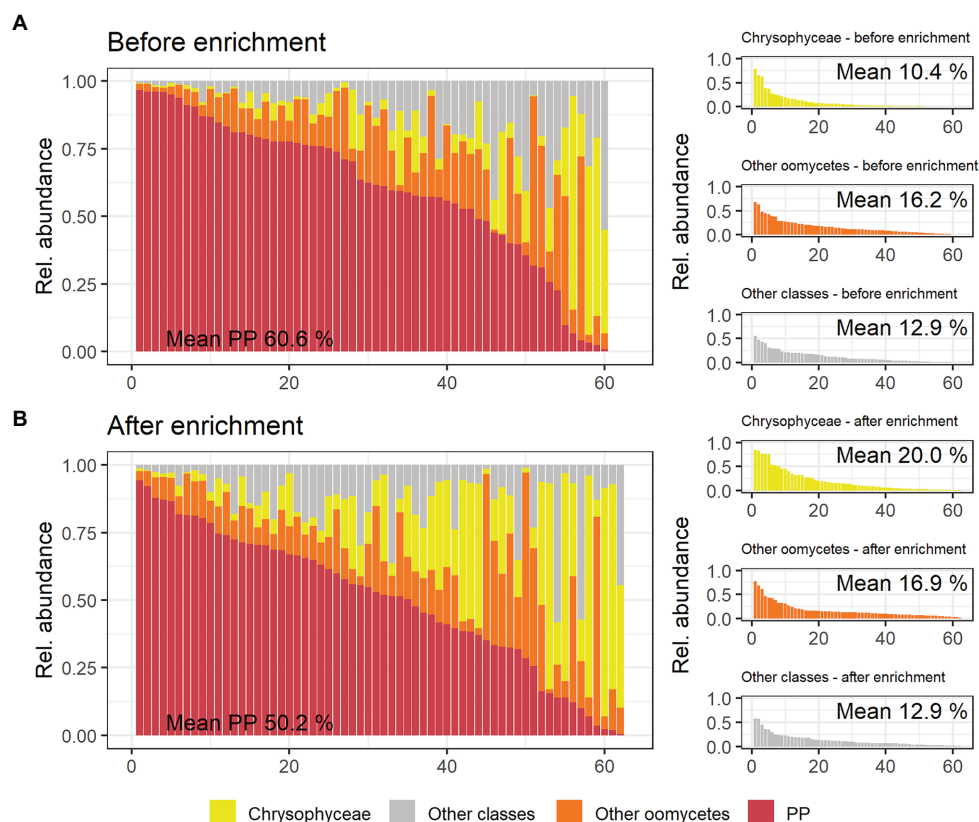 A
Before enrichment
Rel. abundance
1.00
0.75
0.50
0.25
0.00
Mean PP 60.6 %
0 20 40 60
Rel. abundance
Chrysophyceae - before enrichment
1.0
0.5
0.0
Mean 10.4 %
0 20 40 60
Other oomycetes - before enrichment
1.0
0.5
0.0
Mean 16.2 %
0 20 40 60
Other classes - before enrichment
1.0
0.5
0.0
Mean 12.9 %
0 20 40 60
B
After enrichment
Rel. abundance
1.00
0.75
0.50
0.25
0.00
Mean PP 50.2 %
0 20 40 60
Rel. abundance
Chrysophyceae - after enrichment
1.0
0.5
0.0
Mean 20.0 %
0 20 40 60
Other oomycetes - after enrichment
1.0
0.5
0.0
Mean 16.9 %
0 20 40 60
Other classes - after enrichment
1.0
0.5
0.0
Mean 12.9 %
0 20 40 60
Chrysophyceae Other classes Other oomycetes PP